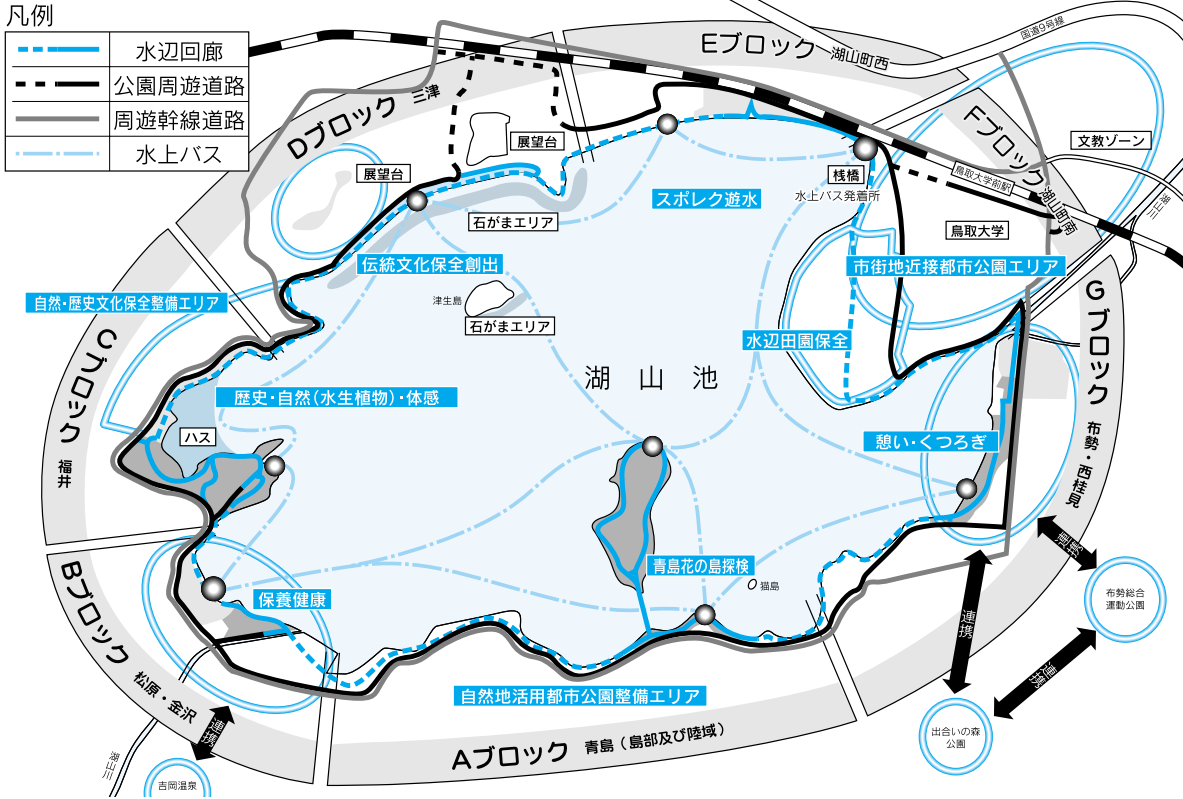 凡例
水辺回廊
公園周遊道路
周遊幹線道路
水上バス
国道9号線
Eブロック 湖山町西
Dブロック 三津
Fブロック 湖山町南
文教ゾーン
湖山川
展望台
展望台
桟橋
水上バス発着所
鳥取大学前駅
鳥取大学
スポレク遊水
石がまエリア
伝統文化保全創出
市街地近接都市公園エリア
自然・歴史文化保全整備エリア
津生島
石がまエリア
Gブロック 布勢・西桂見
Cブロック 福井
水辺田園保全
湖山池
歴史・自然(水生植物)・体感
ハス
憩い・くつろぎ
青島花の島探検
猫島
連携
布勢総合
運動公園
Bブロック 松原・金沢
保養健康
連携
連携
自然地活用都市公園整備エリア
連携
出合いの森
公園
Aブロック 青島(島部及び陸域)
湖山川
吉岡温泉